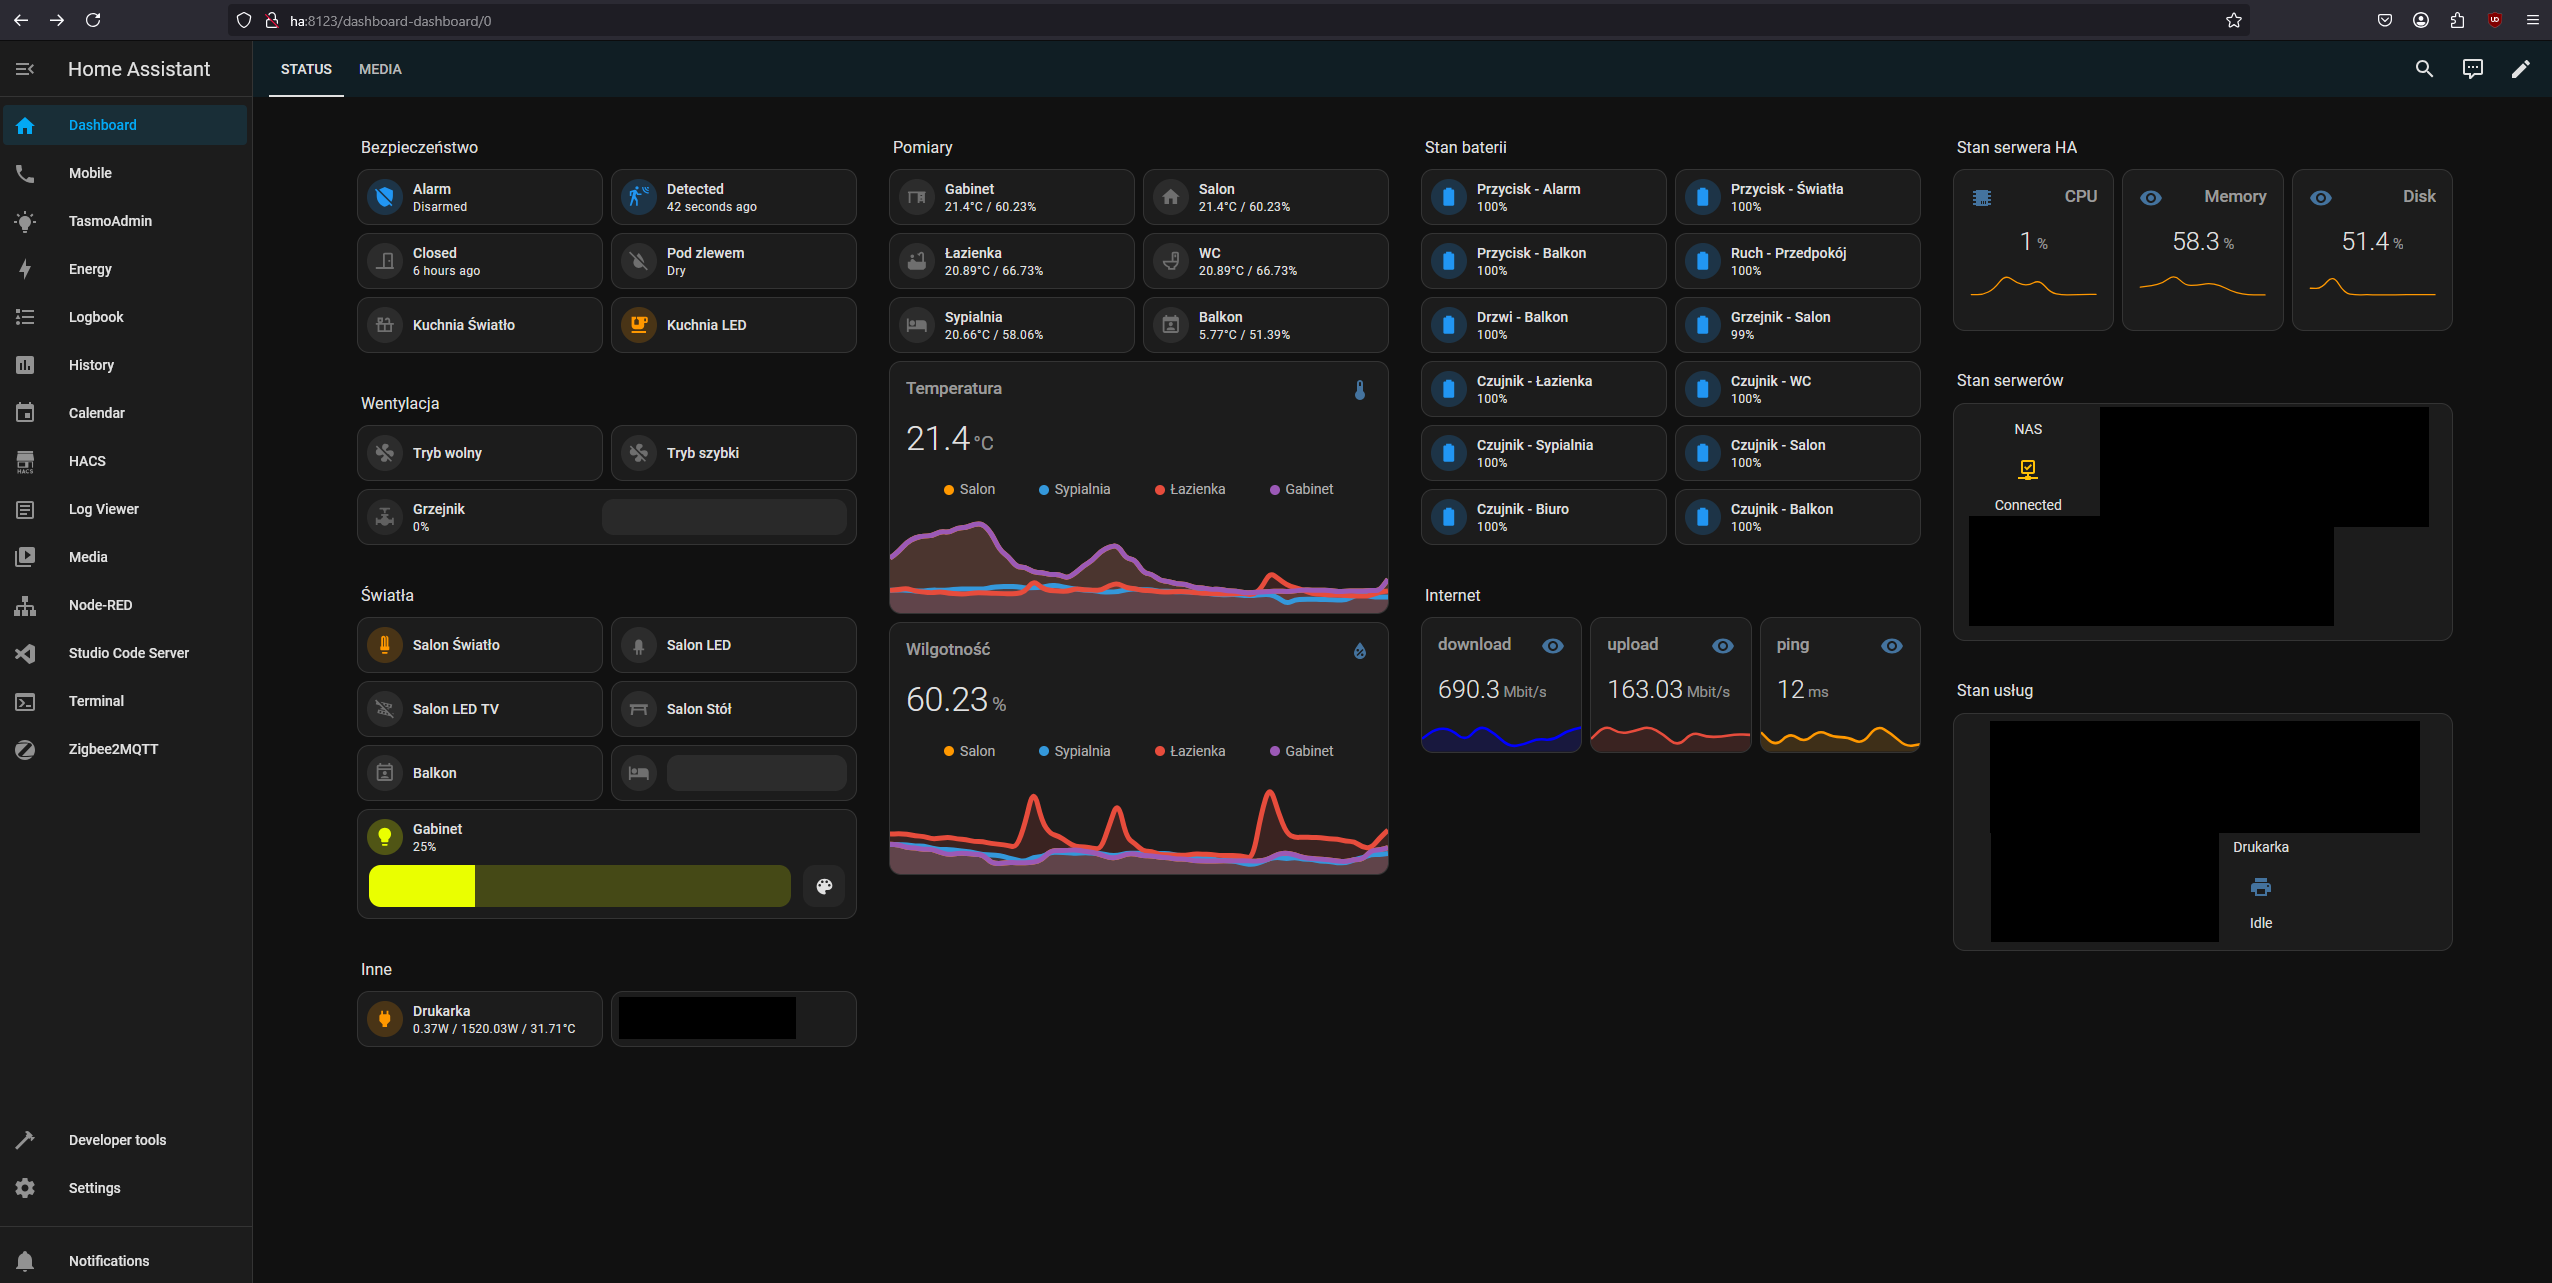 ha:8123/dashboard-dashboard/0
Home Assistant
STATUS
MEDIA
Dashboard
Mobile
TasmoAdmin
Energy
Logbook
History
Calendar
HACS
HACS
Log Viewer
Media
Node-RED
Studio Code Server
Terminal
Zigbee2MQTT
Developer tools
Settings
Notifications
Bezpieczeństwo
Alarm
Disarmed
Detected
42 seconds ago
Closed
6 hours ago
Pod zlewem
Dry
Kuchnia Światło
Kuchnia LED
Wentylacja
Tryb wolny
Tryb szybki
Grzejnik
0%
Światła
Salon Światło
Salon LED
Salon LED TV
Salon Stół
Balkon
Gabinet
25%
Inne
Drukarka
0.37W / 1520.03W / 31.71°C
Pomiary
Gabinet
21.4°C / 60.23%
Salon
21.4°C / 60.23%
Łazienka
20.89°C / 66.73%
WC
20.89°C / 66.73%
Sypialnia
20.66°C / 58.06%
Balkon
5.77°C / 51.39%
Temperatura
21.4 °C
Salon Sypialnia Łazienka Gabinet
Wilgotność
60.23 %
Salon Sypialnia Łazienka Gabinet
Stan baterii
Przycisk - Alarm
100%
Przycisk - Światła
100%
Przycisk - Balkon
100%
Ruch - Przedpokój
100%
Drzwi - Balkon
100%
Grzejnik - Salon
99%
Czujnik - Łazienka
100%
Czujnik - WC
100%
Czujnik - Sypialnia
100%
Czujnik - Salon
100%
Czujnik - Biuro
100%
Czujnik - Balkon
100%
Internet
download
690.3 Mbit/s
upload
163.03 Mbit/s
ping
12 ms
Stan serwera HA
CPU
1 %
Memory
58.3 %
Disk
51.4 %
Stan serwerów
NAS
Connected
Stan usług
Drukarka
Idle